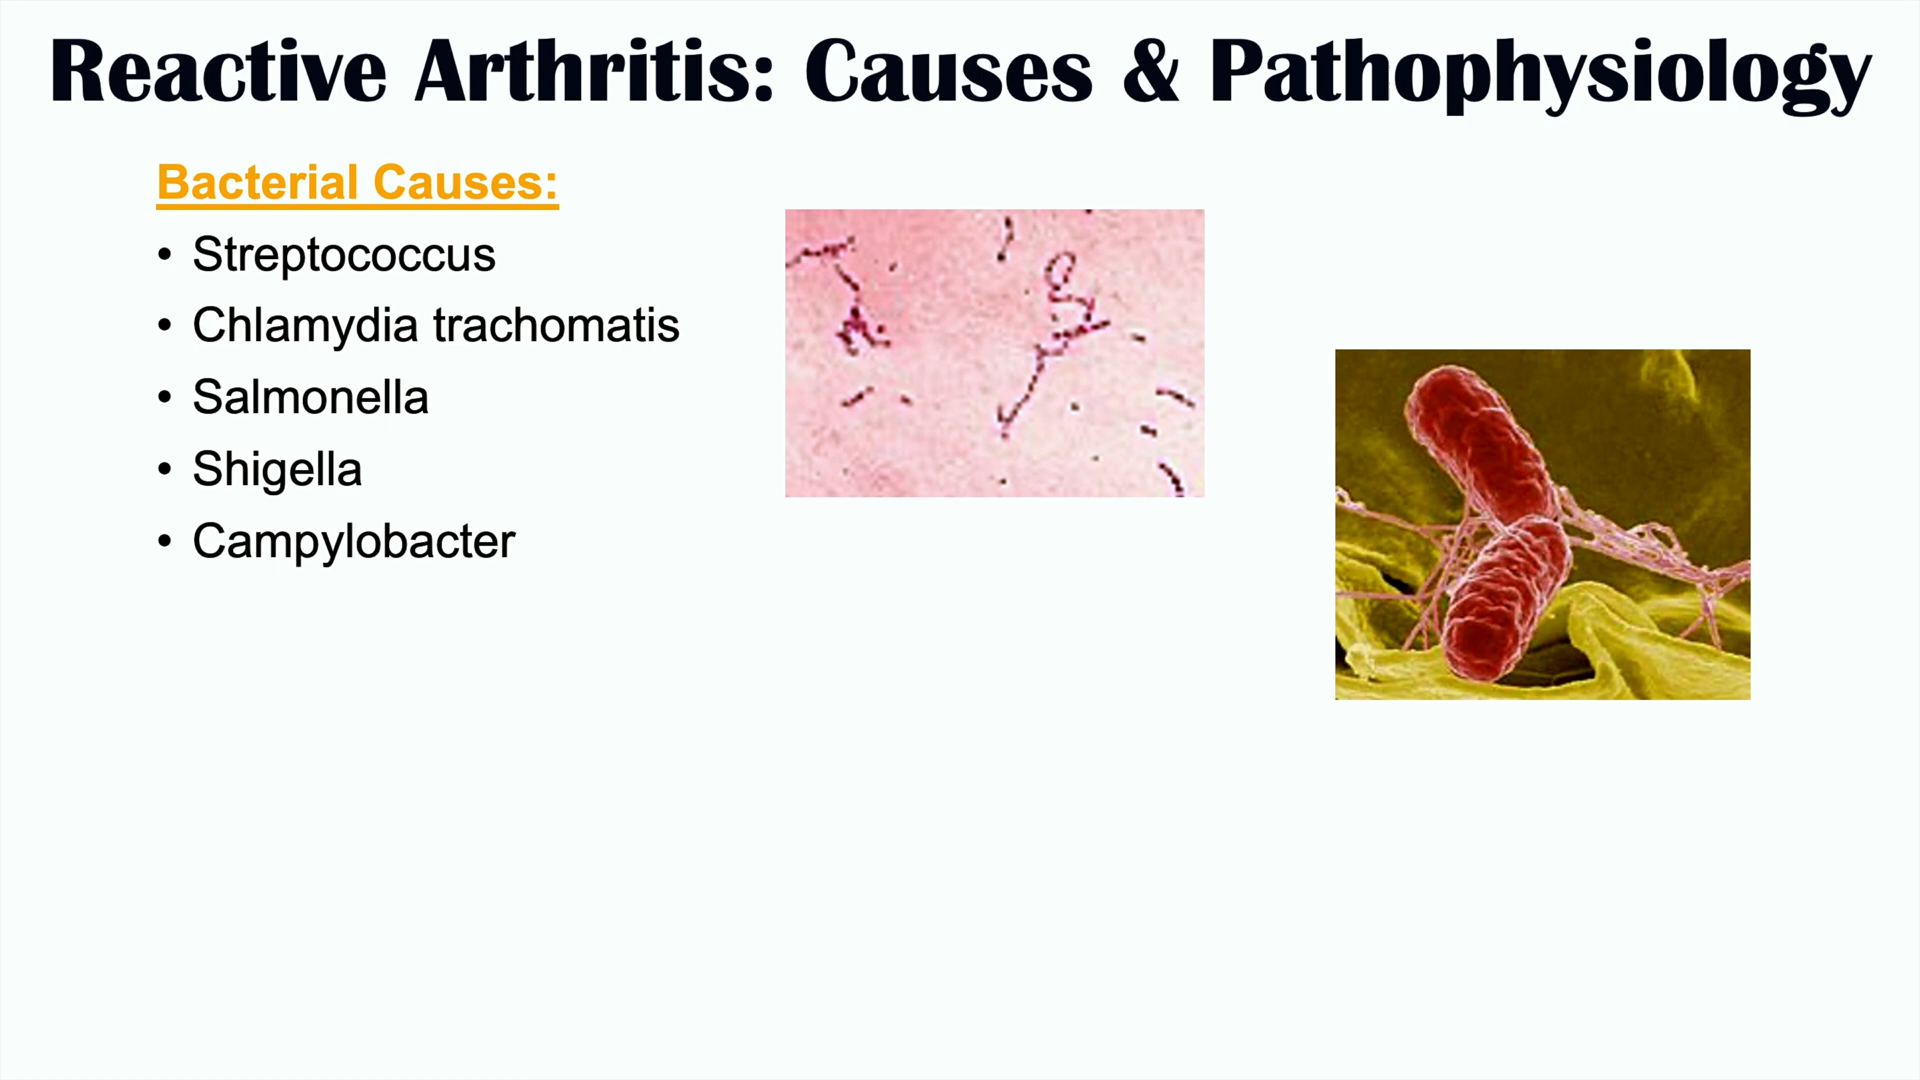 Reactive Arthritis: Causes & Pathophysiology
Bacterial Causes:
• Streptococcus
• Chlamydia trachomatis
• Salmonella
• Shigella
• Campylobacter